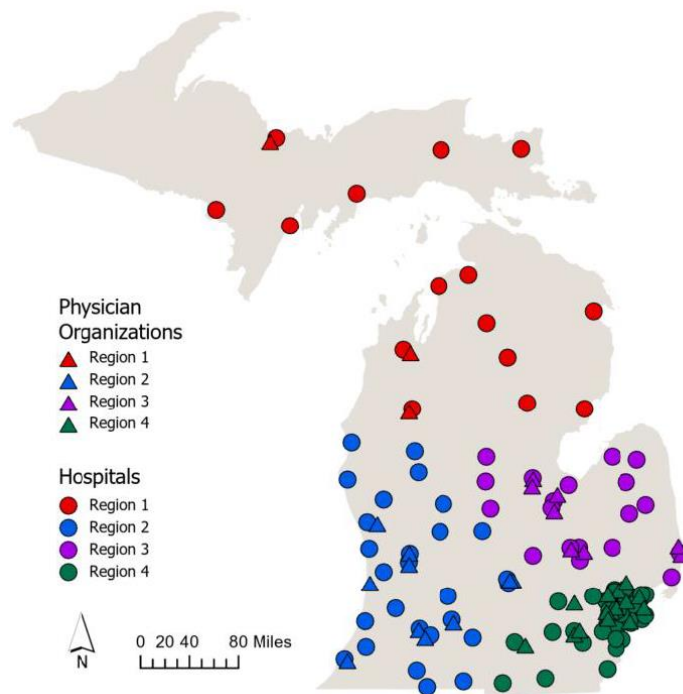 Physician
Organizations
Region 1
Region 2
Region 3
Region 4
Hospitals
Region 1
Region 2
Region 3
Region 4
N
0 20 40 80 Miles